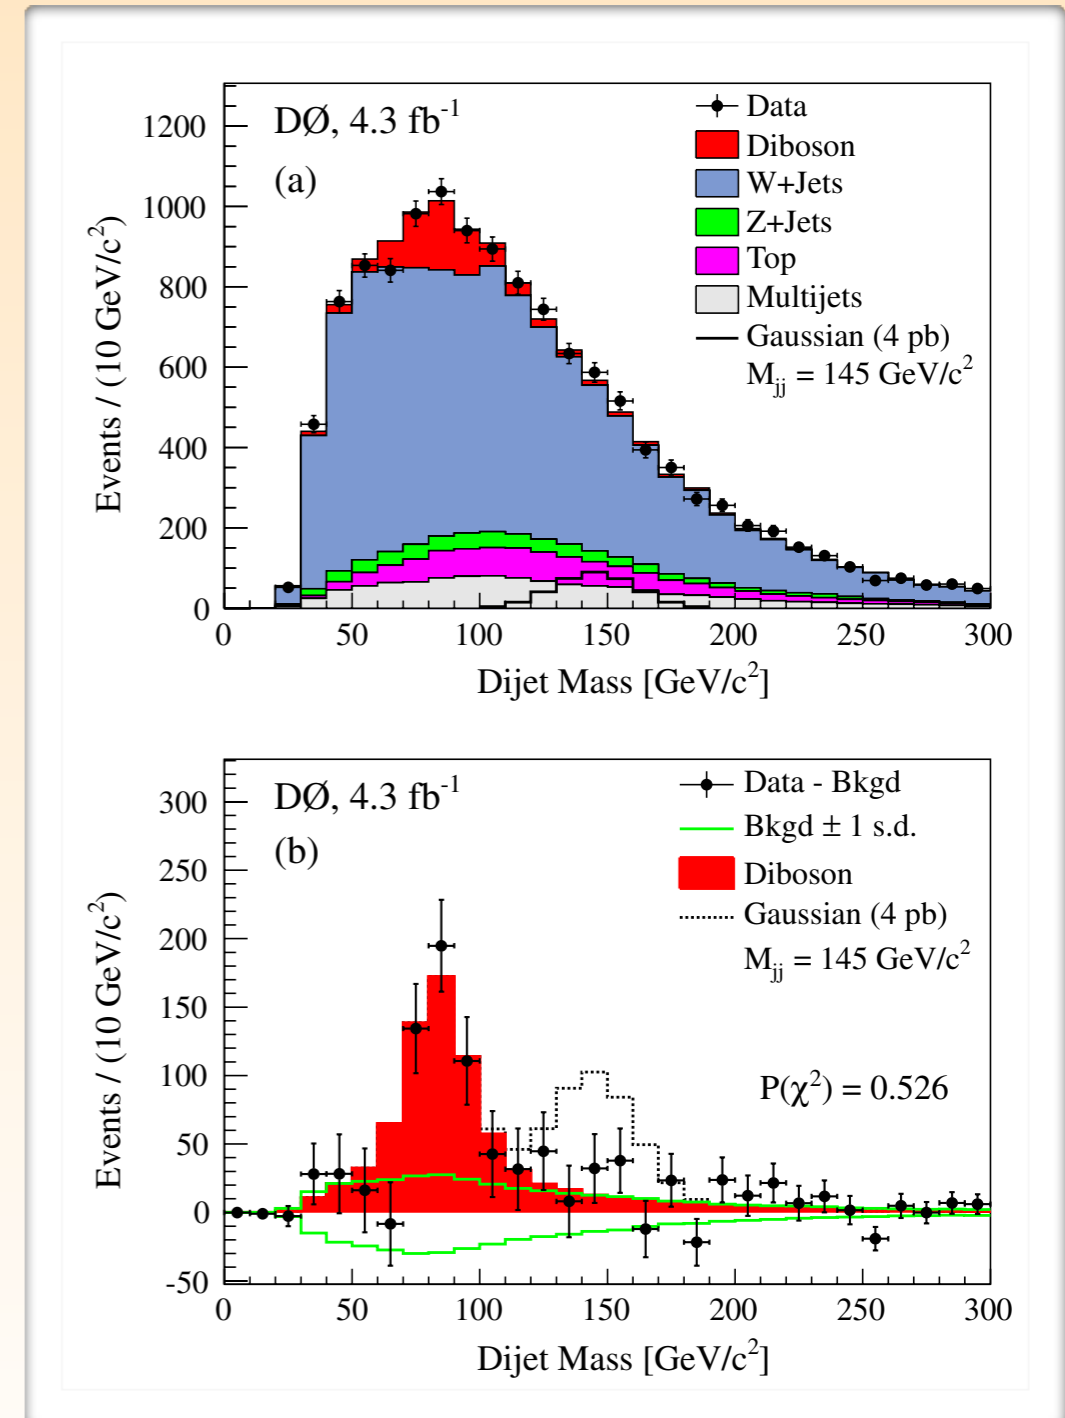 DØ, 4.3 fb⁻¹
(a)
Data
Diboson
W+Jets
Z+Jets
Top
Multijets
Gaussian (4 pb)
M_jj = 145 GeV/c²
Events / (10 GeV/c²)
1200
1000
800
600
400
200
0
0 50 100 150 200 250 300
Dijet Mass [GeV/c²]
DØ, 4.3 fb⁻¹
(b)
Data - Bkgd
Bkgd ± 1 s.d.
Diboson
Gaussian (4 pb)
M_jj = 145 GeV/c²
P(χ²) = 0.526
Events / (10 GeV/c²)
300
250
200
150
100
50
0
-50
0 50 100 150 200 250 300
Dijet Mass [GeV/c²]